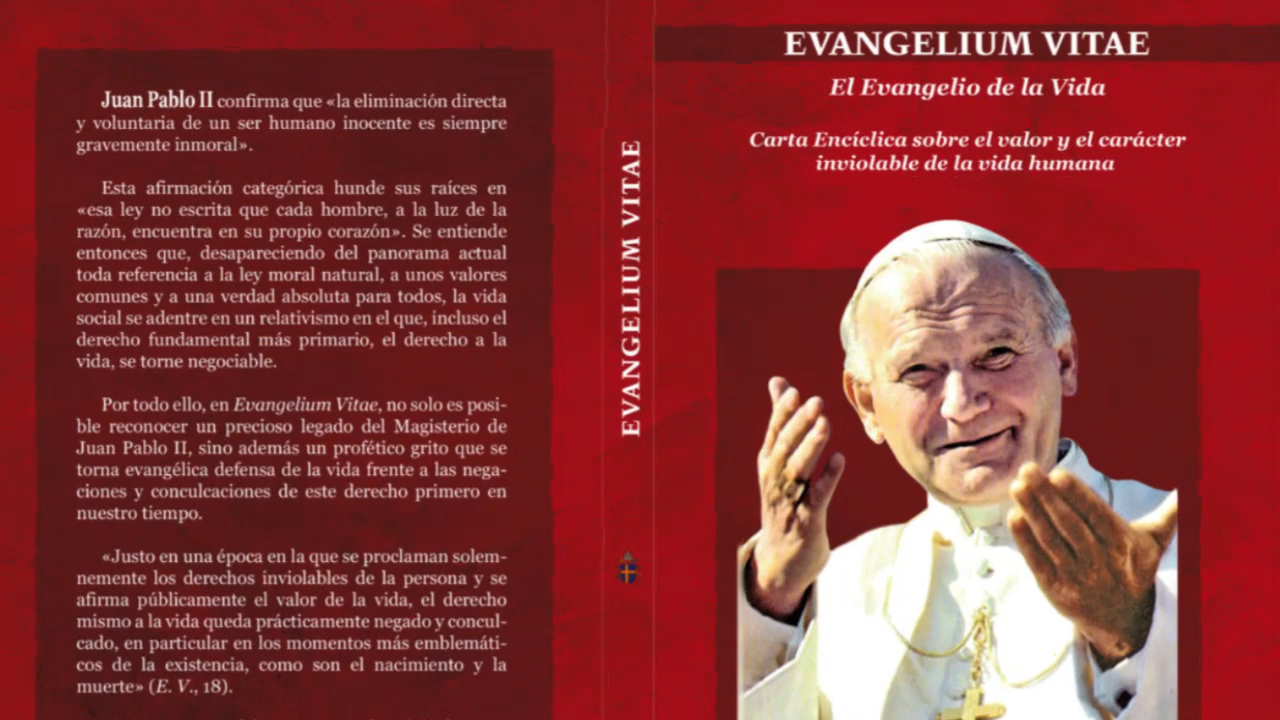 Juan Pablo II confirma que «la eliminación directa
y voluntaria de un ser humano inocente es siempre
gravemente inmoral».
Esta afirmación categórica hunde sus raíces en
«esa ley no escrita que cada hombre, a la luz de la
razón, encuentra en su propio corazón». Se entiende
entonces que, desapareciendo del panorama actual
toda referencia a la ley moral natural, a unos valores
comunes y a una verdad absoluta para todos, la vida
social se adentre en un relativismo en el que, incluso el
derecho fundamental más primario, el derecho a la
vida, se torne negociable.
Por todo ello, en Evangelium Vitae, no solo es posi-
ble reconocer un precioso legado del Magisterio de
Juan Pablo II, sino además un profético grito que se
torna evangélica defensa de la vida frente a las nega-
ciones y conculcaciones de este derecho primero en
nuestro tiempo.
«Justo en una época en la que se proclaman solem-
nemente los derechos inviolables de la persona y se
afirma públicamente el valor de la vida, el derecho
mismo a la vida queda prácticamente negado y concul-
cado, en particular en los momentos más emblemáti-
cos de la existencia, como son el nacimiento y la
muerte» (E. V., 18).
EVANGELIUM VITAE
EVANGELIUM VITAE
El Evangelio de la Vida
Carta Encíclica sobre el valor y el carácter
inviolable de la vida humana